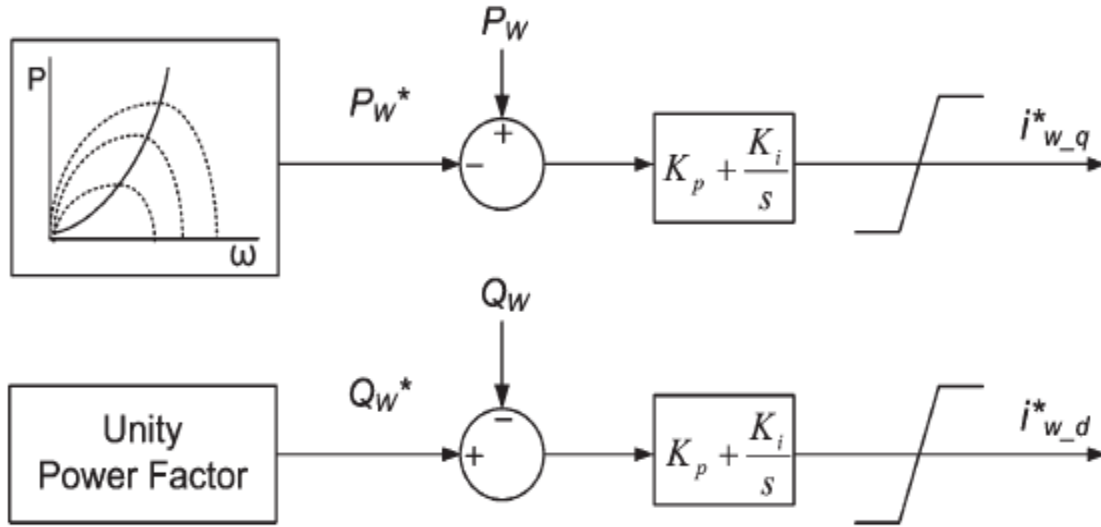 P
ω
P_W*
P_W
+
−
K_p + K_i/s
i*_w_q
Unity
Power Factor
Q_W*
Q_W
−
+
K_p + K_i/s
i*_w_d